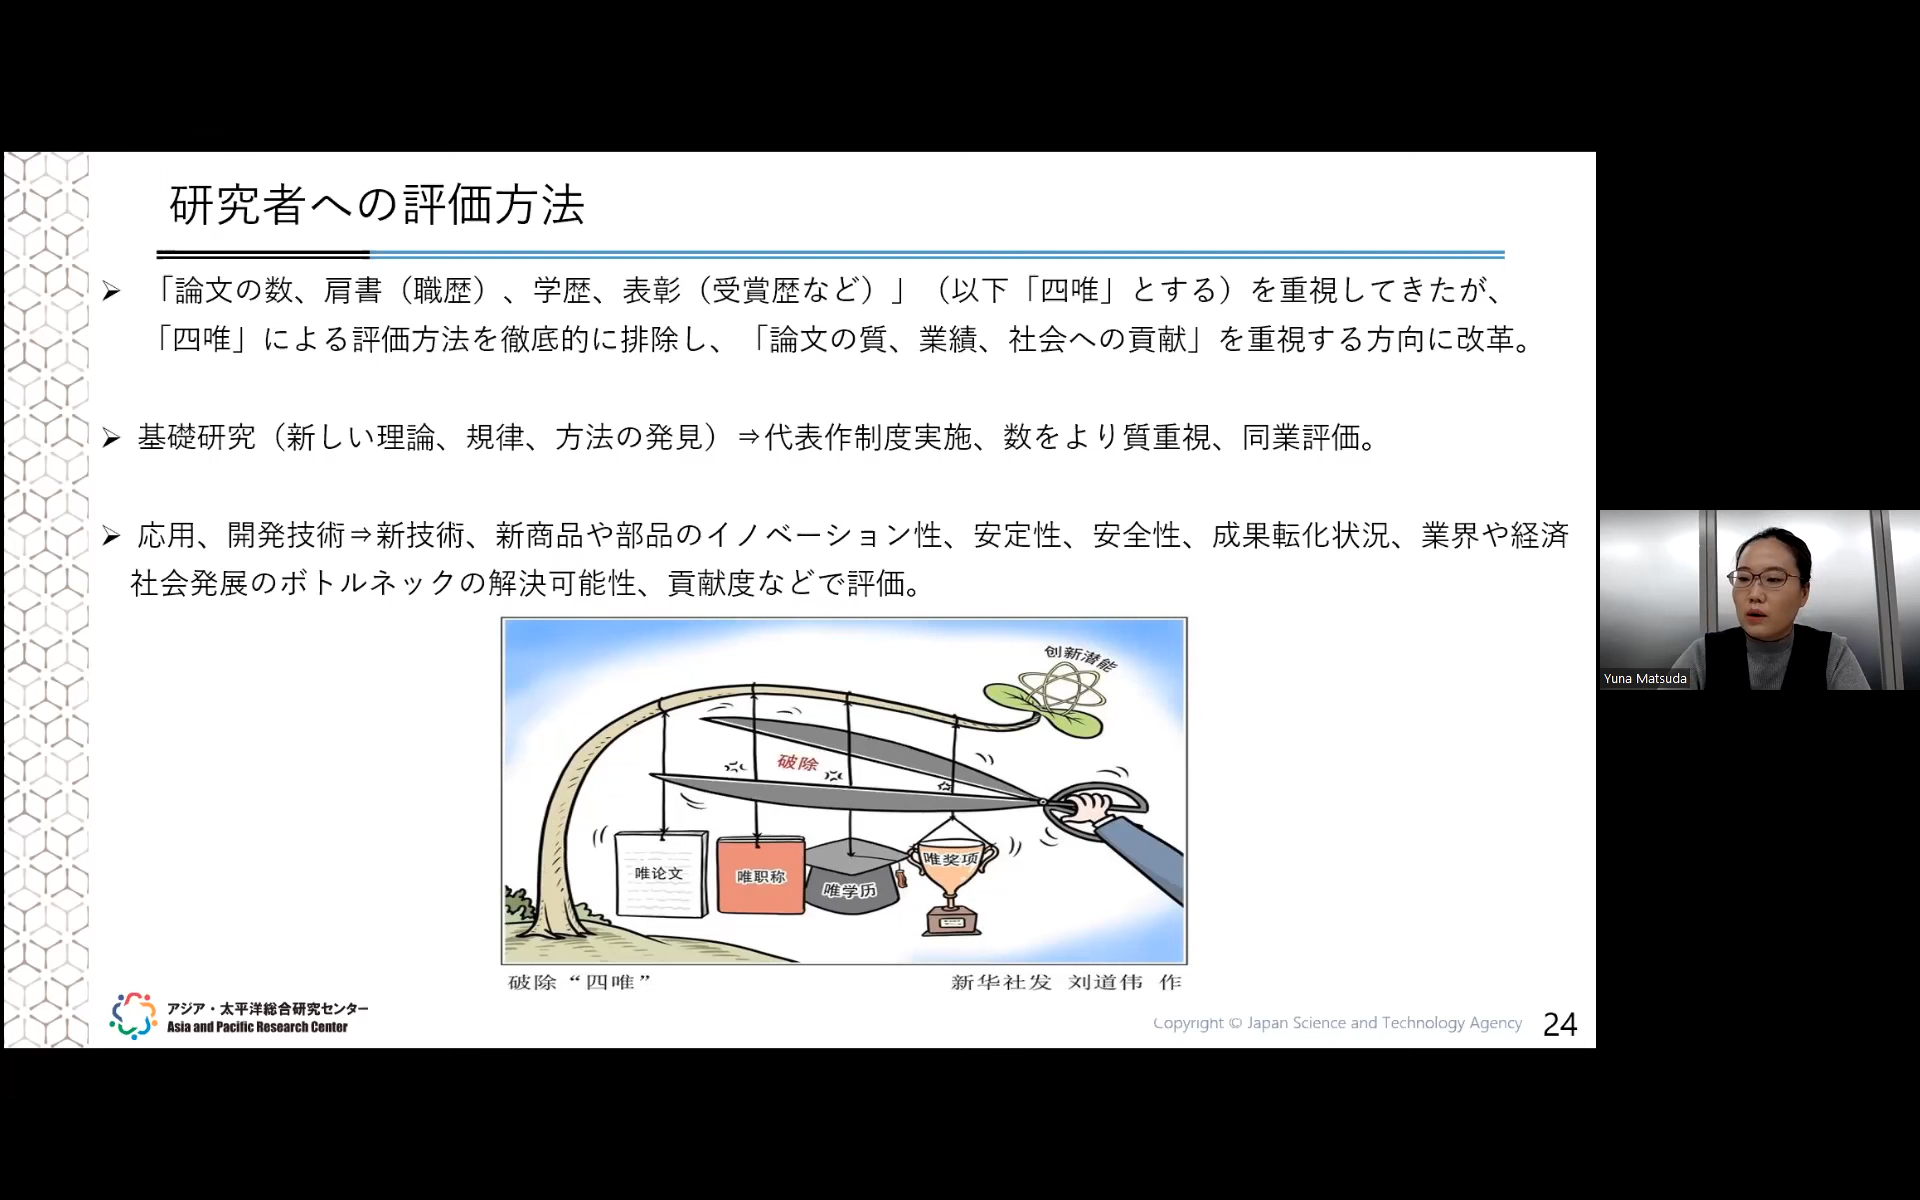 研究者への評価方法
➢ 「論文の数、肩書（職歴）、学歴、表彰（受賞歴など）」（以下「四唯」とする）を重視してきたが、
「四唯」による評価方法を徹底的に排除し、「論文の質、業績、社会への貢献」を重視する方向に改革。
➢ 基礎研究（新しい理論、規律、方法の発見）⇒代表作制度実施、数をより質重視、同業評価。
➢ 応用、開発技術⇒新技術、新商品や部品のイノベーション性、安定性、安全性、成果転化状況、業界や経済
社会発展のボトルネックの解決可能性、貢献度などで評価。
创新潜能
破除
唯论文
唯职称
唯学历
唯奖项
破除“四唯”
新华社发 刘道伟 作
アジア・太平洋総合研究センター
Asia and Pacific Research Center
Copyright © Japan Science and Technology Agency
24
Yuna Matsuda